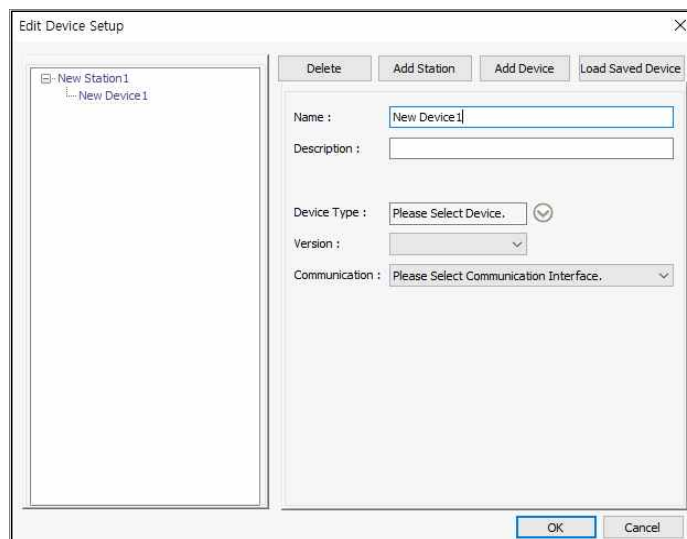 Edit Device Setup
New Station1
New Device1
Delete
Add Station
Add Device
Load Saved Device
Name :
New Device1
Description :
Device Type :
Please Select Device.
Version :
Communication :
Please Select Communication Interface.
OK
Cancel